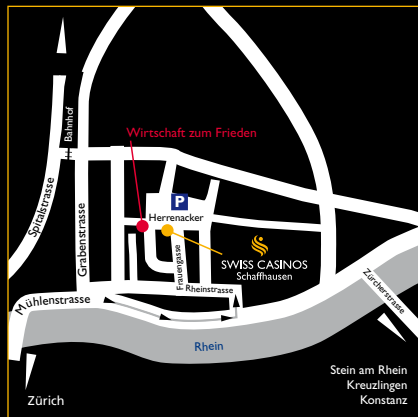 Bahnhof
Wirtschaft zum Frieden
Spitalstrasse
Grabenstrasse
P
Herrenacker
SWISS CASINOS
Schaffhausen
Frauengasse
Rheinstrasse
Mühlenstrasse
Zürcherstrasse
Rhein
Zürich
Stein am Rhein
Kreuzlingen
Konstanz